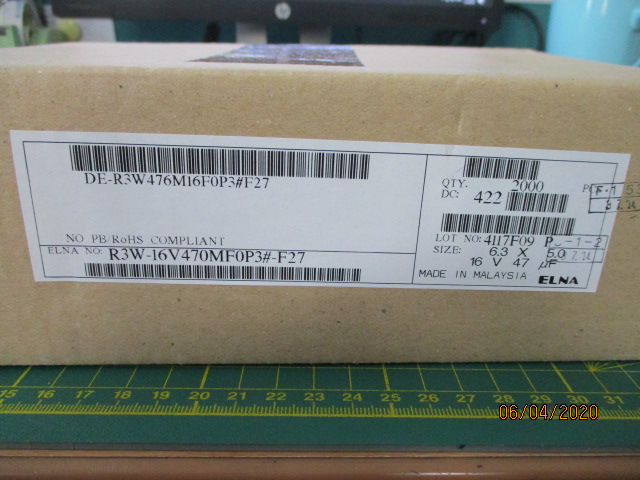 DE-R3W476M16F0P3#F27
NO PB/RoHS COMPLIANT
ELNA NO: R3W-16V470MF0P3#-F27
QTY. 2000
DC: 422
LOT NO: 4117F09
SIZE: 6.3 X 5.0
16 V 47 µF
MADE IN MALAYSIA ELNA
15 16 17 18 19 20 21 22 23 24 25 26 27 28 29 30 31
06/04/2020